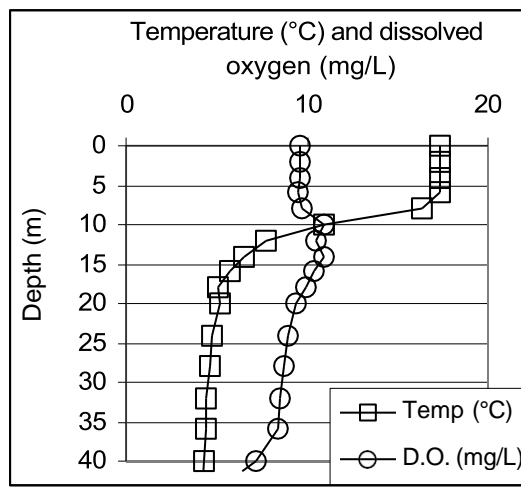 Temperature (°C) and dissolved
oxygen (mg/L)
0 10 20
0
5
10
15
20
25
30
35
40
Depth (m)
Temp (°C)
D.O. (mg/L)